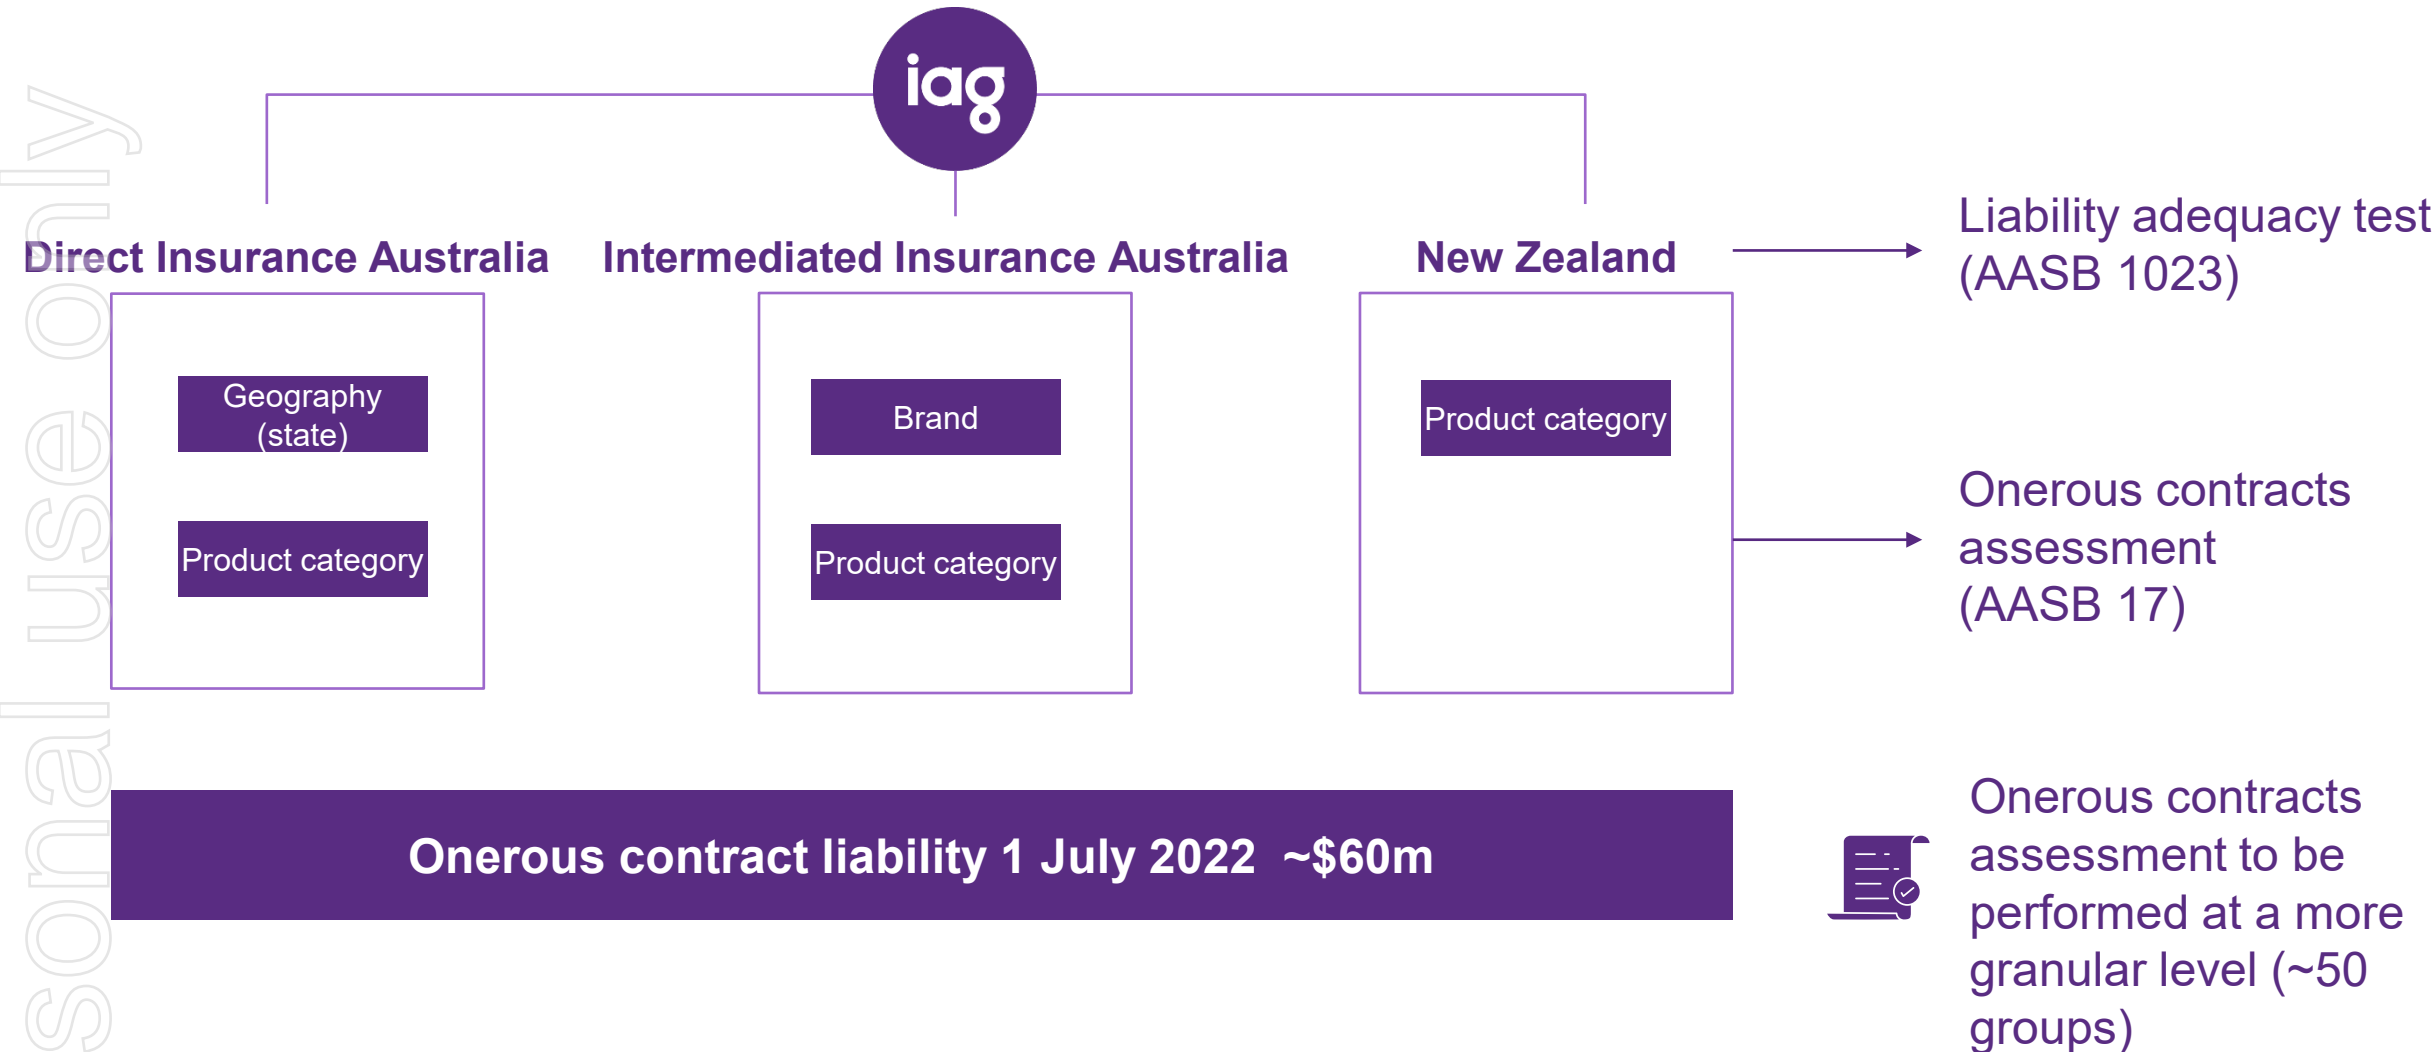 iag
Direct Insurance Australia
Intermediated Insurance Australia
New Zealand
Liability adequacy test
(AASB 1023)
Geography
(state)
Product category
Brand
Product category
Product category
Onerous contracts
assessment
(AASB 17)
Onerous contract liability 1 July 2022 ~$60m
Onerous contracts
assessment to be
performed at a more
granular level (~50
groups)
sonal use only